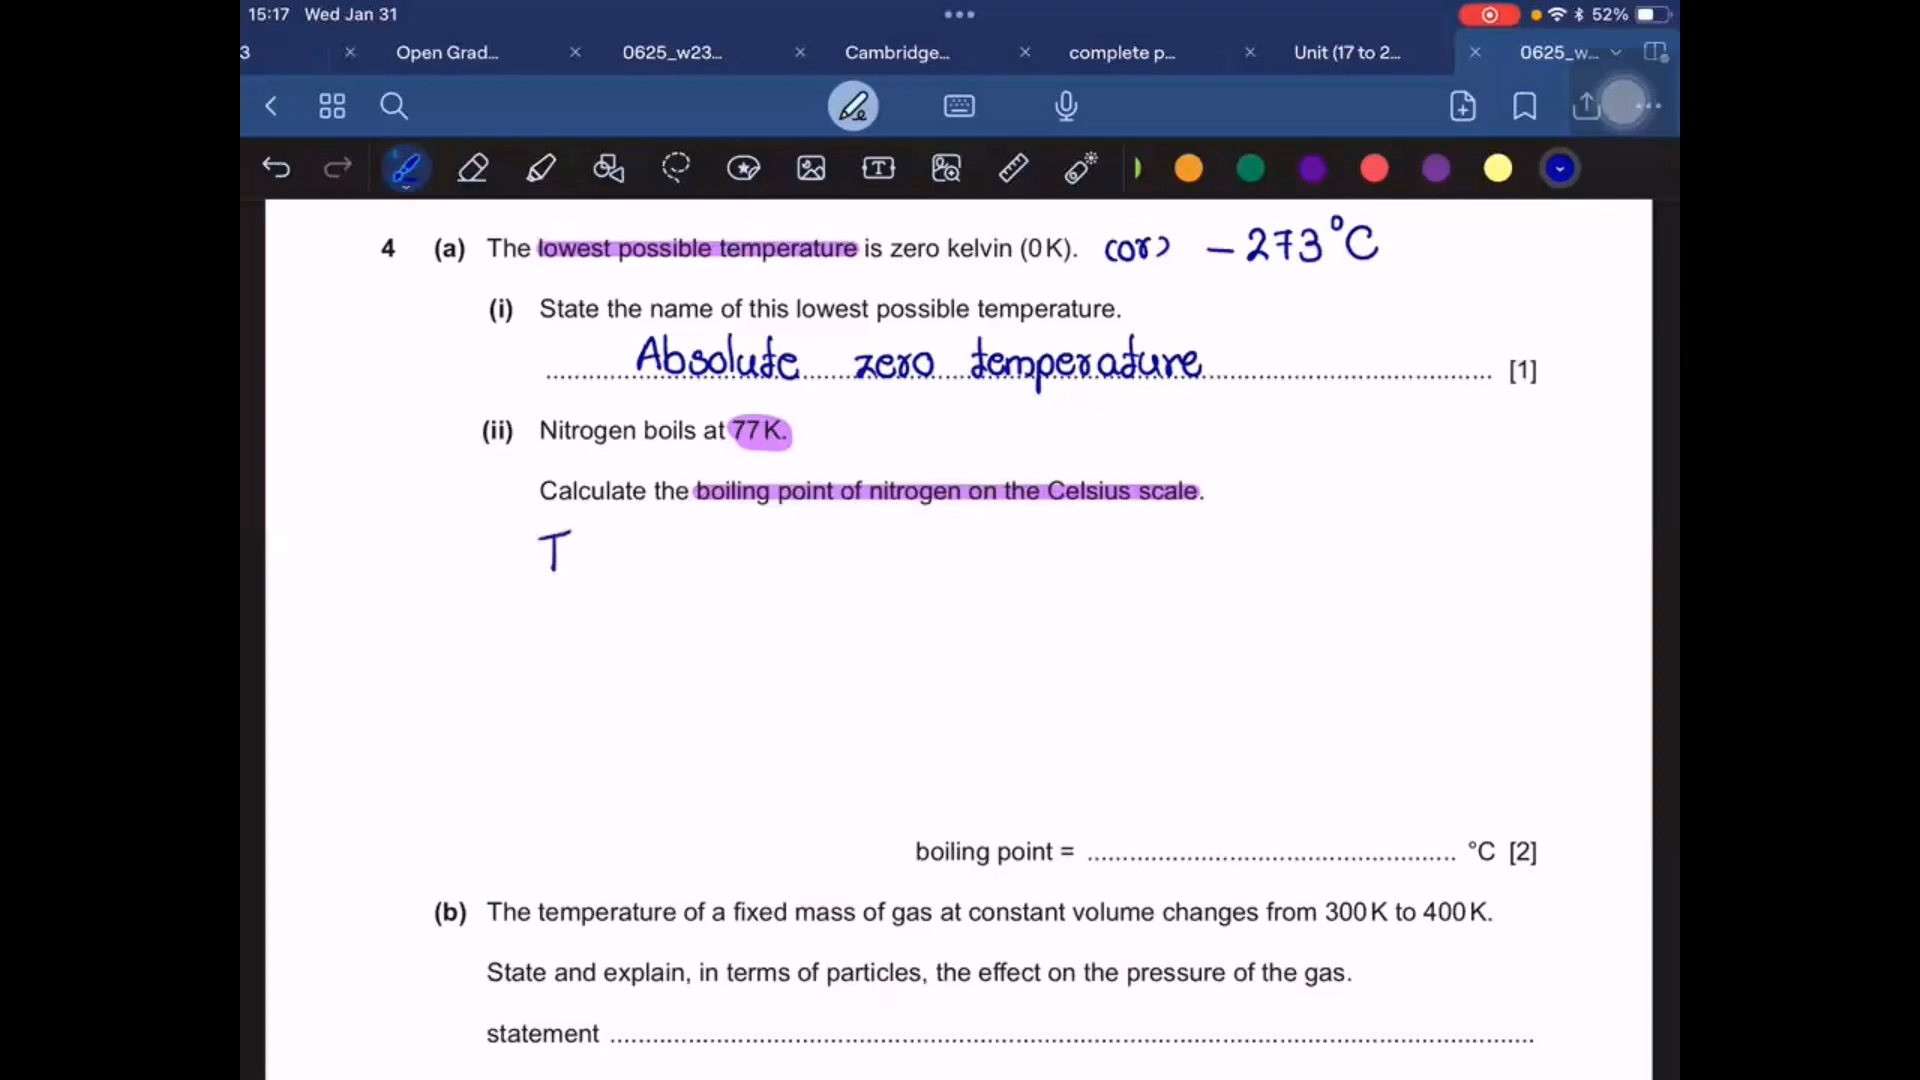 15:17 Wed Jan 31
52%
3 Open Grad... 0625_w23... Cambridge... complete p... Unit (17 to 2... 0625_w...
4 (a) The lowest possible temperature is zero kelvin (0 K). (or) – 273°C
(i) State the name of this lowest possible temperature.
Absolute zero temperature [1]
(ii) Nitrogen boils at 77 K.
Calculate the boiling point of nitrogen on the Celsius scale.
T
boiling point = ........................................................ °C [2]
(b) The temperature of a fixed mass of gas at constant volume changes from 300 K to 400 K.
State and explain, in terms of particles, the effect on the pressure of the gas.
statement ........................................................